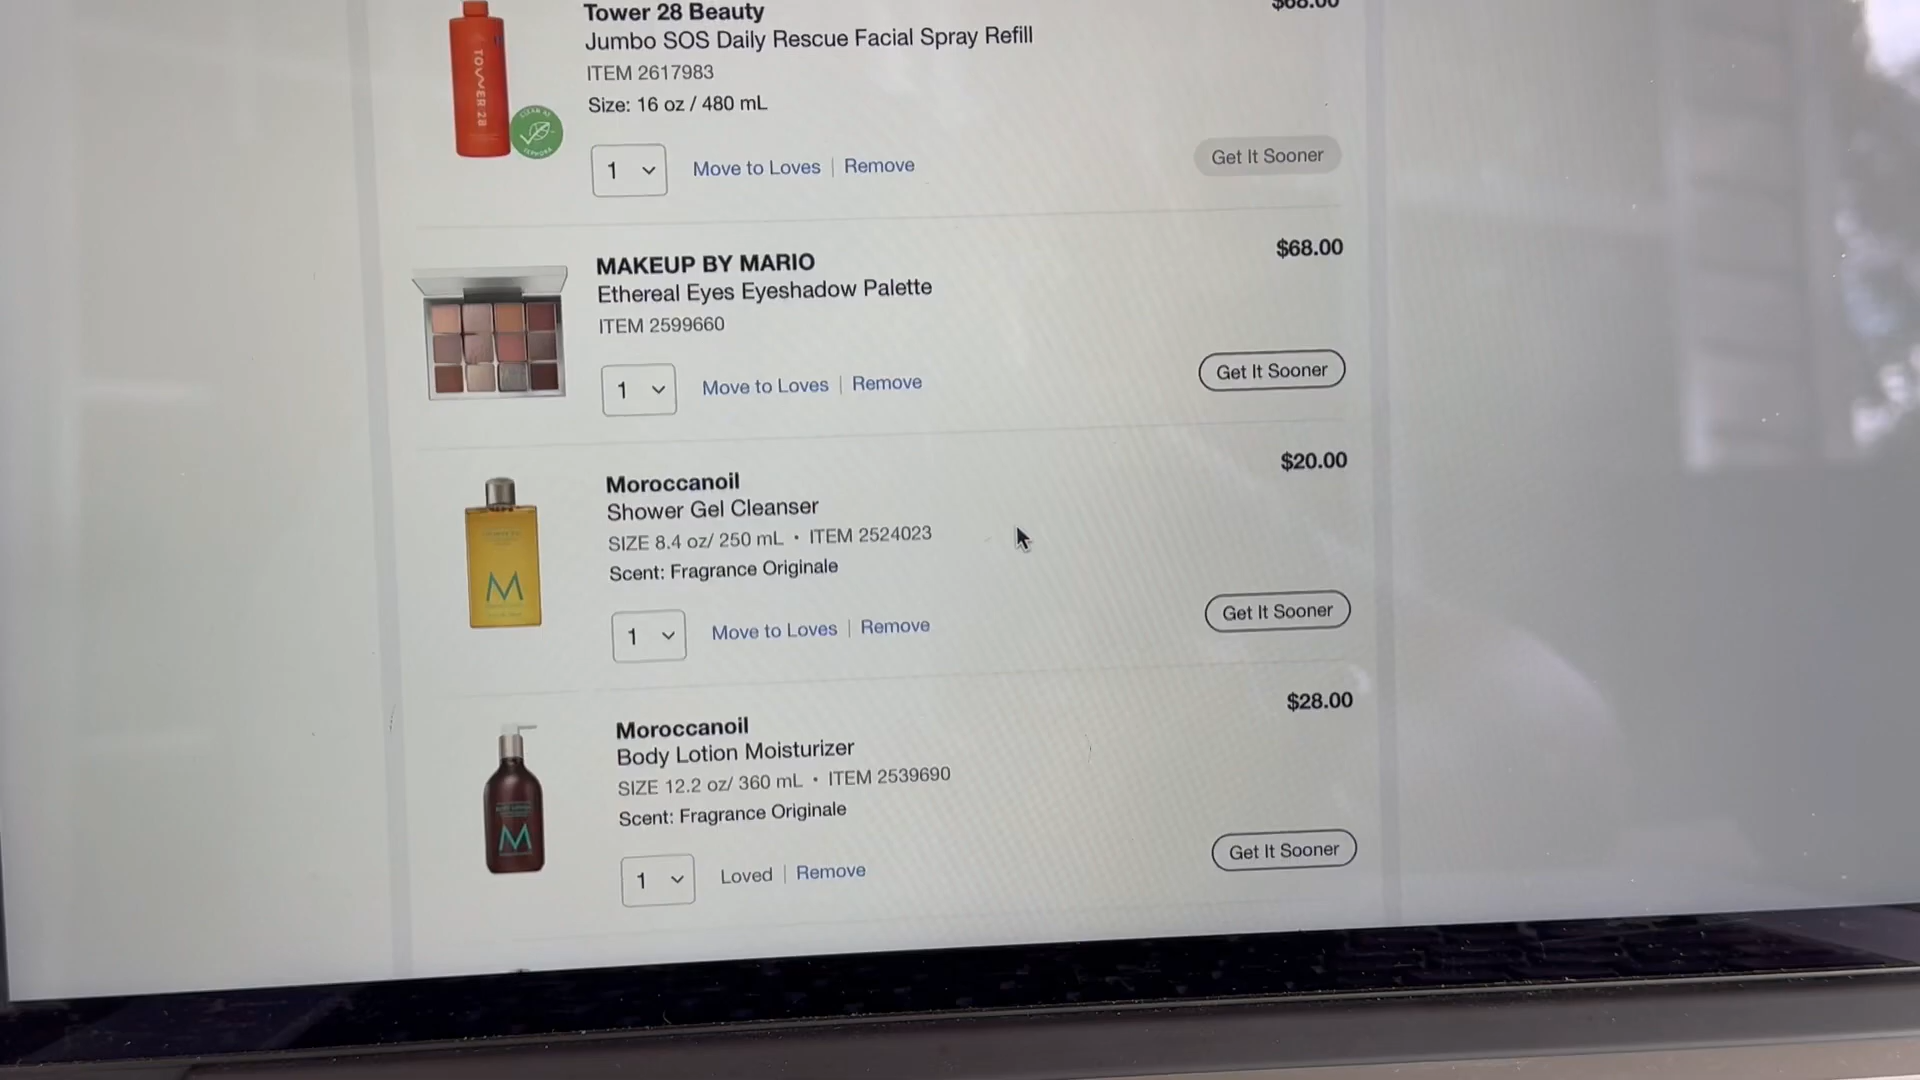 Tower 28 Beauty
Jumbo SOS Daily Rescue Facial Spray Refill
ITEM 2617983
Size: 16 oz / 480 mL
1 Move to Loves | Remove
Get It Sooner
TOWER 28
MAKEUP BY MARIO
$68.00
Ethereal Eyes Eyeshadow Palette
ITEM 2599660
1 Move to Loves | Remove
Get It Sooner
Moroccanoil
$20.00
Shower Gel Cleanser
SIZE 8.4 oz/ 250 mL • ITEM 2524023
Scent: Fragrance Originale
M
1 Move to Loves | Remove
Get It Sooner
Moroccanoil
$28.00
Body Lotion Moisturizer
SIZE 12.2 oz/ 360 mL • ITEM 2539690
Scent: Fragrance Originale
M
1 Loved | Remove
Get It Sooner